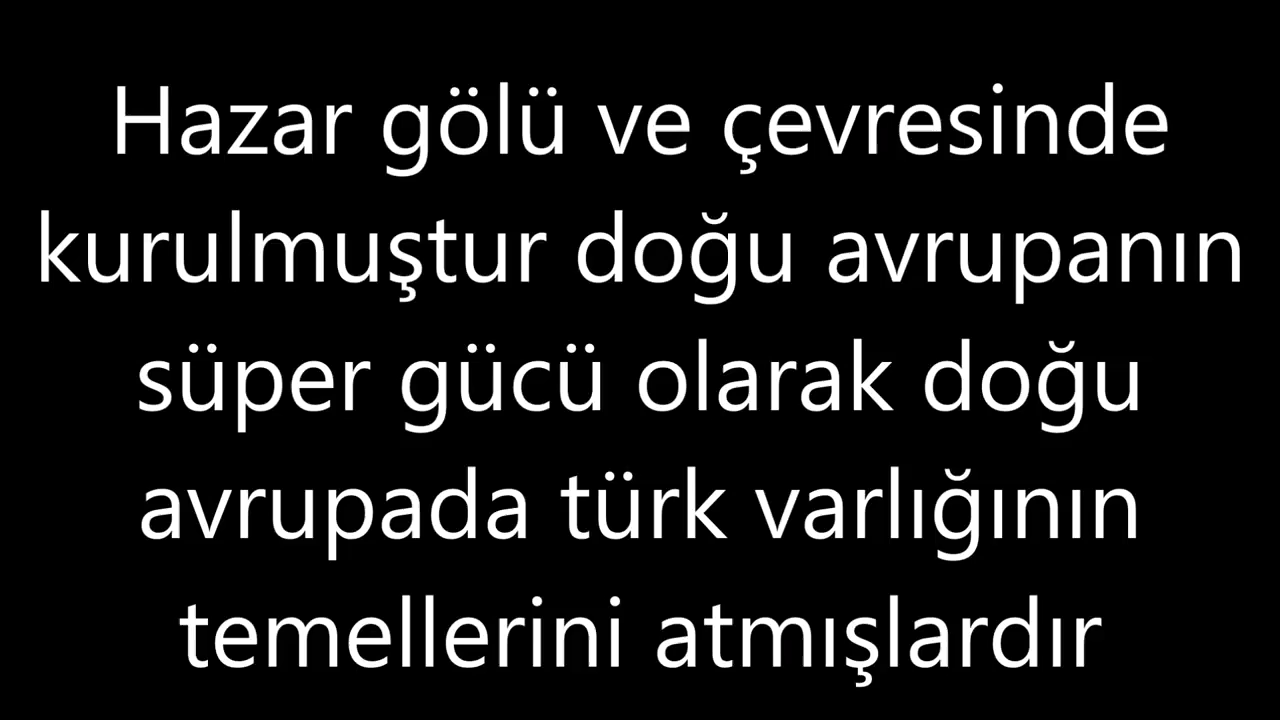 Hazar gölü ve çevresinde
kurulmuştur doğu avrupanın
süper gücü olarak doğu
avrupada türk varlığının
temellerini atmışlardır